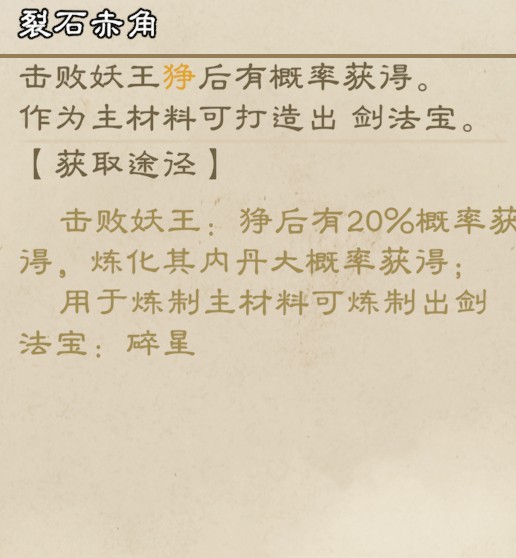 裂石赤角
击败妖王狰后有概率获得。
作为主材料可打造出 剑法宝。
【获取途径】
击败妖王：狰后有20%概率获
得，炼化其内丹大概率获得；
用于炼制主材料可炼制出剑
法宝：碎星